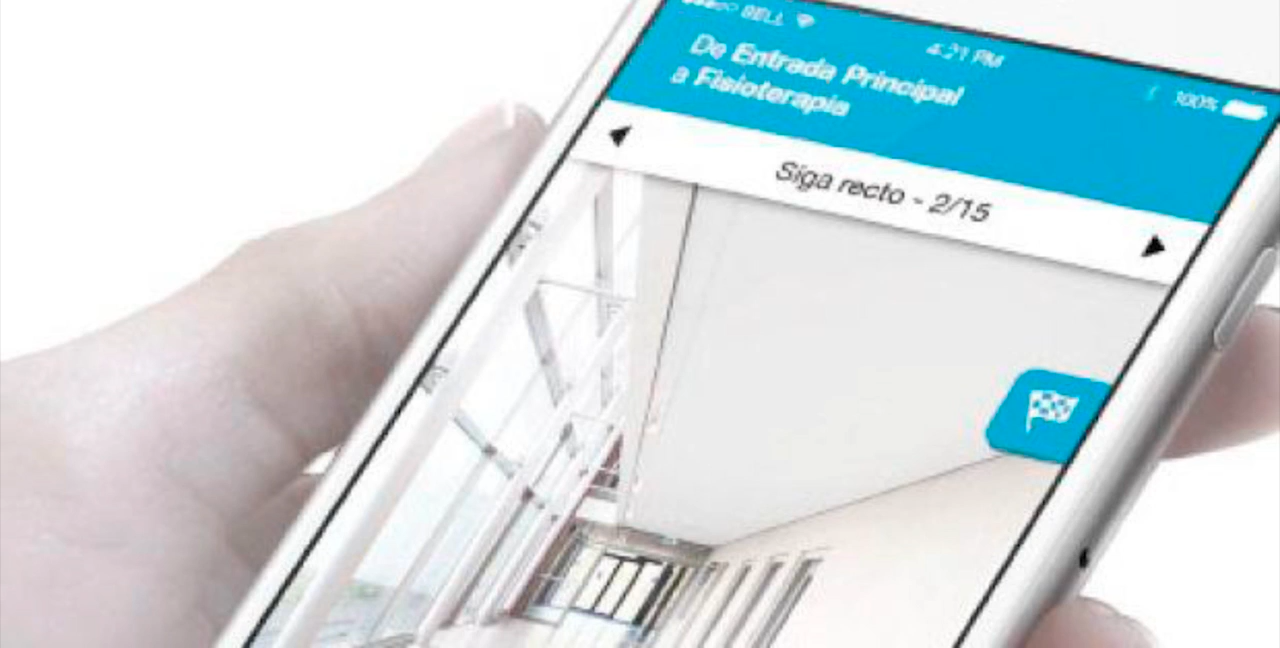 BELL
4:21 PM
100%
De Entrada Principal
a Fisioterapia
Siga recto - 2/15